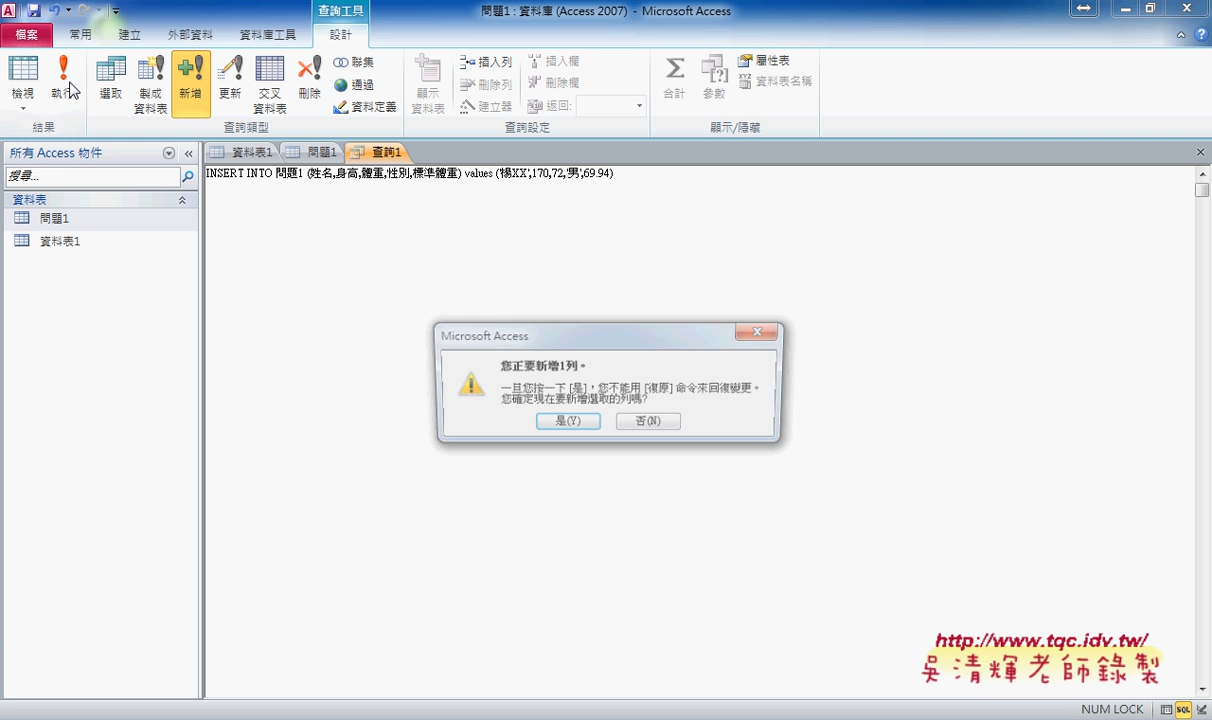 查詢工具
問題1 : 資料庫 (Access 2007) - Microsoft Access
檔案
常用
建立
外部資料
資料庫工具
設計
檢視
執行
選取
製成
資料表
新增
更新
交叉
資料表
刪除
聯集
通過
資料定義
顯示
資料表
插入列
刪除列
建立器
插入欄
刪除欄
返回:
合計
參數
屬性表
資料表名稱
結果
查詢類型
查詢設定
顯示/隱藏
所有 Access 物件
搜尋...
資料表
問題1
資料表1
資料表1
問題1
查詢1
INSERT INTO 問題1 (姓名,身高,體重,性別,標準體重) values ('楊XX',170,72,'男',69.94)
Microsoft Access
您正要新增1列。
一旦您按一下 [是]，您不能用 [復原] 命令來回復變更。
您確定現在要新增選取的列嗎?
是(Y)
否(N)
http://www.tqc.idv.tw/
吳清輝老師錄製
NUM LOCK
SQL